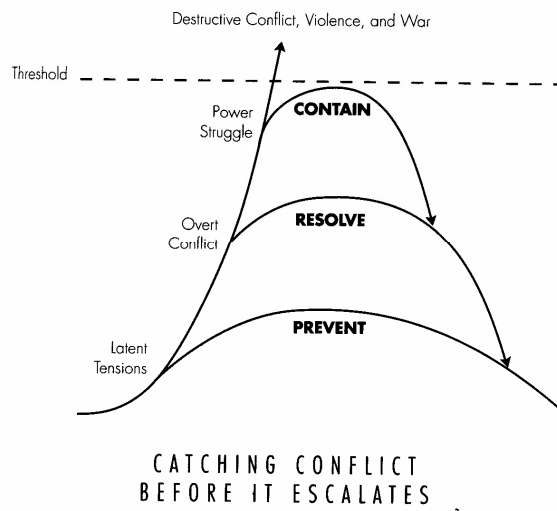 Destructive Conflict, Violence, and War
Threshold
Power
Struggle
CONTAIN
Overt
Conflict
RESOLVE
Latent
Tensions
PREVENT
CATCHING CONFLICT
BEFORE IT ESCALATES